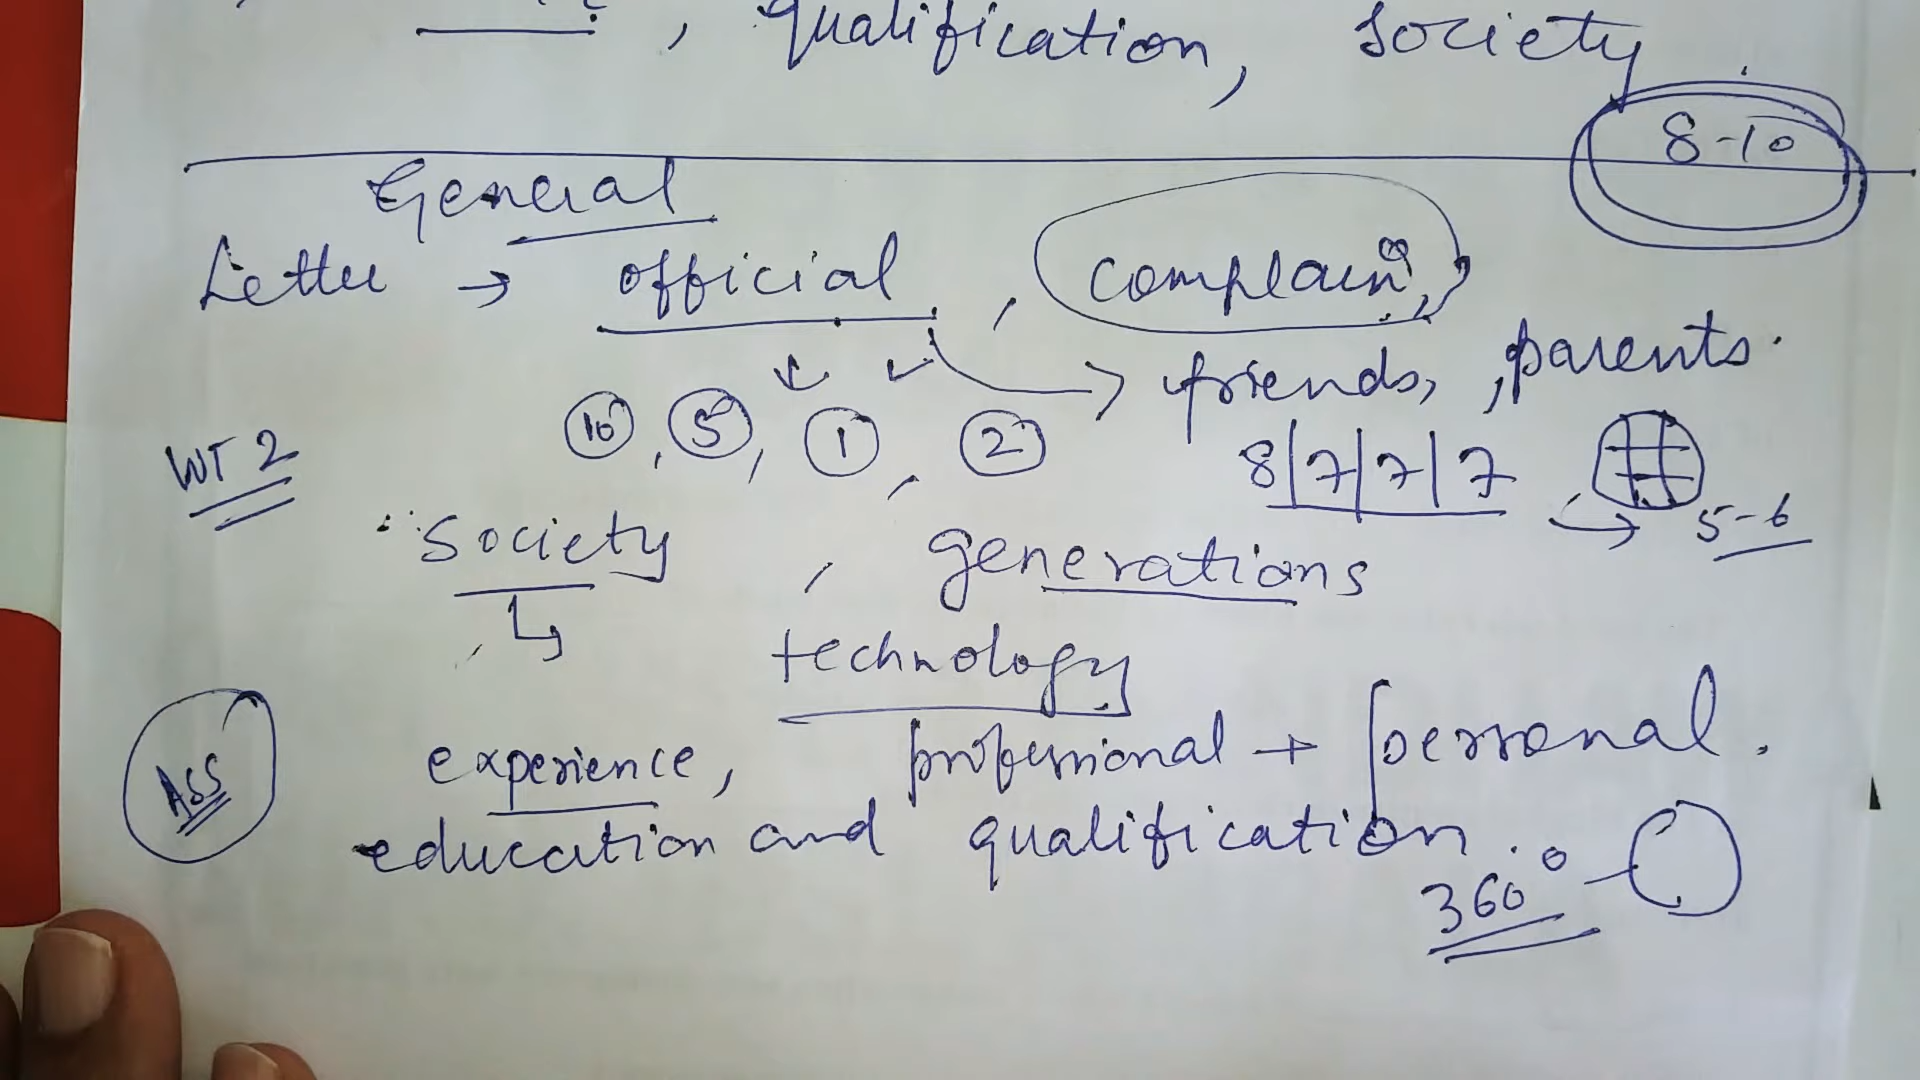 , qualification, society
8-10
General
Letter → official, complain,
→ friends, parents.
10, 5, 1, 2
8|7|7|7 → 5-6
WT 2
society, generations
technology
Ass
experience, professional + personal.
education and qualification.
360°